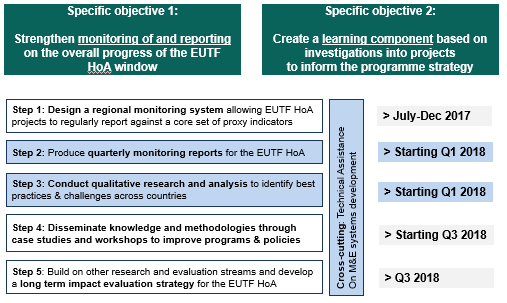 Specific objective 1:
Strengthen monitoring of and reporting
on the overall progress of the EUTF
HoA window
Specific objective 2:
Create a learning component based on
investigations into projects
to inform the programme strategy
Step 1: Design a regional monitoring system allowing EUTF HoA
projects to regularly report against a core set of proxy indicators
> July-Dec 2017
Step 2: Produce quarterly monitoring reports for the EUTF HoA
> Starting Q1 2018
Step 3: Conduct qualitative research and analysis to identify best
practices & challenges across countries
> Starting Q1 2018
Step 4: Disseminate knowledge and methodologies through
case studies and workshops to improve programs & policies
> Starting Q3 2018
Step 5: Build on other research and evaluation streams and develop
a long term impact evaluation strategy for the EUTF HoA
> Q3 2018
Cross-cutting: Technical Assistance
On M&E systems development